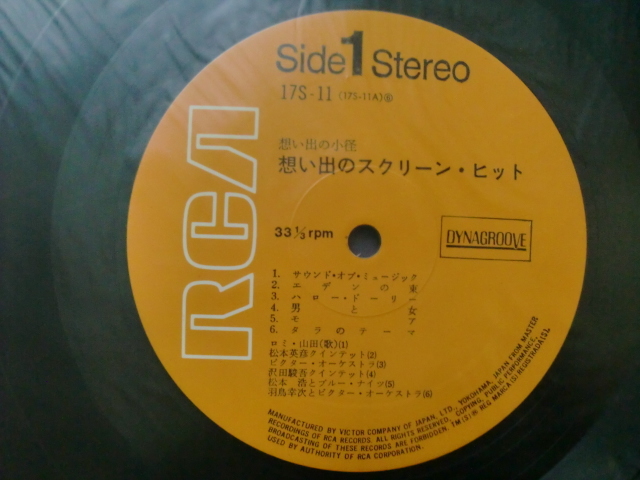 Side 1 Stereo
17S-11 (17S-11A)Ⓑ
RCA
想い出の小径
想い出のスクリーン・ヒット
33⅓rpm
DYNAGROOVE
1. サウンド・オブ・ミュージック
2. エデンの東
3. ハロー・ドーリー
4. 男と女
5. モア
6. タラのテーマ
ロミ・山田(歌)(1)
松本英彦クインテット(2)
ビクター・オーケストラ(3)
沢田駿吾クインテット(4)
松本 浩とブルー・ナイツ(5)
羽鳥幸次とビクター・オーケストラ(6)
MANUFACTURED BY VICTOR COMPANY OF JAPAN, LTD. YOKOHAMA, JAPAN FROM MASTER
RECORDINGS OF RCA RECORDS. ALL RIGHTS RESERVED, COPYING, PUBLIC PERFORMANCE,
BROADCASTING OF THESE RECORDS ARE FORBIDDEN. TM(S)® REG MARCA(S) REGISTRADA(S),
USED BY AUTHORITY OF RCA CORPORATION.